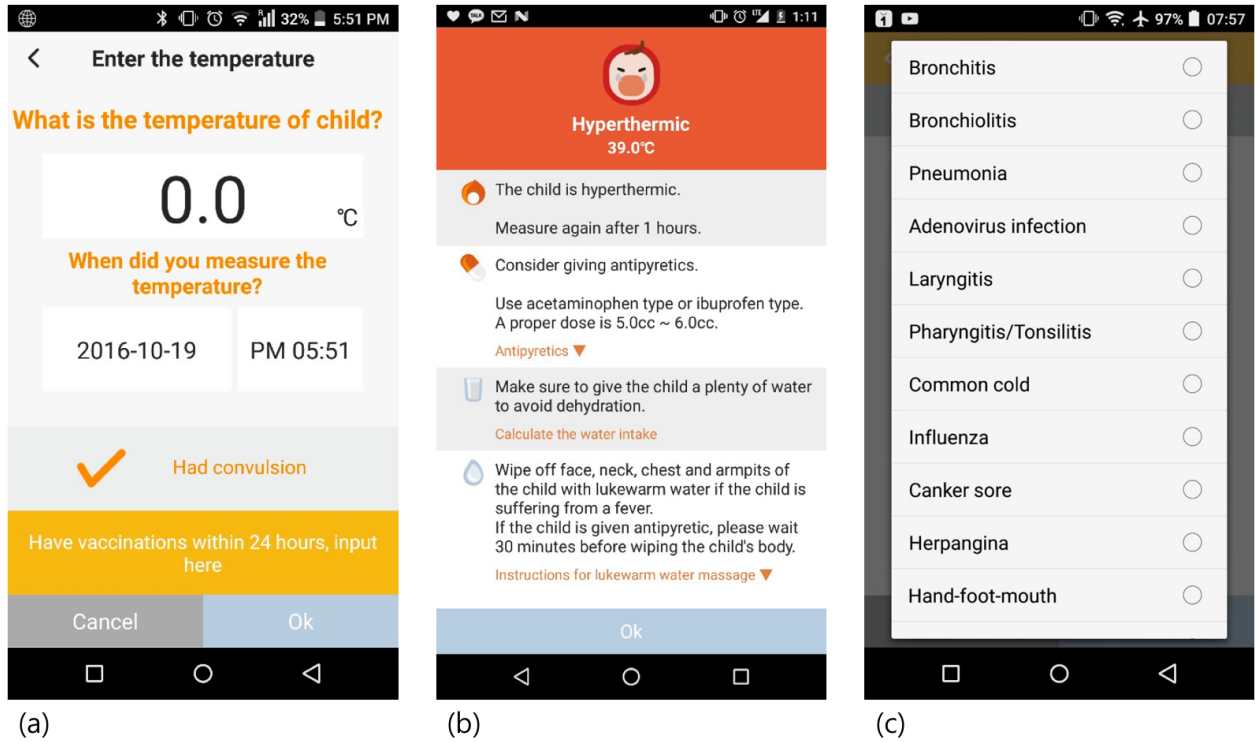 32% 5:51 PM
Enter the temperature
What is the temperature of child?
0.0
℃
When did you measure the
temperature?
2016-10-19 PM 05:51
Had convulsion
Have vaccinations within 24 hours, input
here
Cancel Ok
(a)
TALK N LTE 1:11
Hyperthermic
39.0℃
The child is hyperthermic.
Measure again after 1 hours.
Consider giving antipyretics.
Use acetaminophen type or ibuprofen type.
A proper dose is 5.0cc ~ 6.0cc.
Antipyretics ▼
Make sure to give the child a plenty of water
to avoid dehydration.
Calculate the water intake
Wipe off face, neck, chest and armpits of
the child with lukewarm water if the child is
suffering from a fever.
If the child is given antipyretic, please wait
30 minutes before wiping the child's body.
Instructions for lukewarm water massage ▼
Ok
(b)
97% 07:57
Bronchitis
Bronchiolitis
Pneumonia
Adenovirus infection
Laryngitis
Pharyngitis/Tonsilitis
Common cold
Influenza
Canker sore
Herpangina
Hand-foot-mouth
(c)